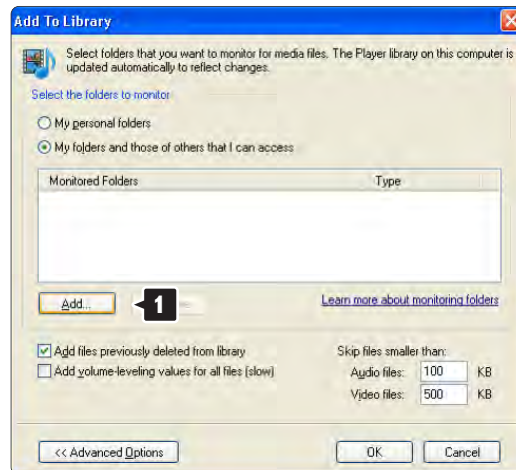 Add To Library
Select folders that you want to monitor for media files. The Player library on this computer is
updated automatically to reflect changes.
Select the folders to monitor
My personal folders
My folders and those of others that I can access
Monitored Folders Type
Add... 1 Learn more about monitoring folders
Add files previously deleted from library Skip files smaller than:
Add volume-leveling values for all files (slow) Audio files: 100 KB
Video files: 500 KB
<< Advanced Options OK Cancel